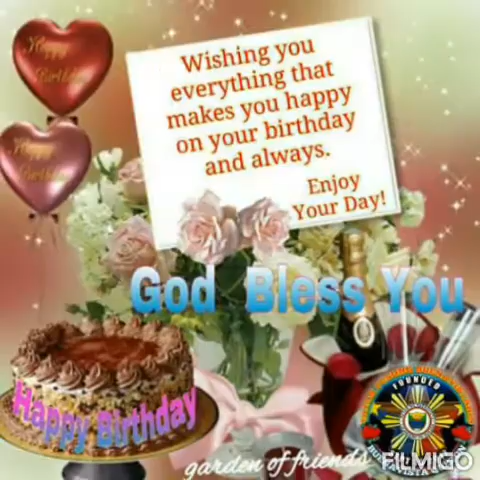 Happy
Birthday
Happy
Birthday
Wishing you
everything that
makes you happy
on your birthday
and always.
Enjoy
Your Day!
God Bless You
Happy Birthday
garden of friends
FOUNDED
FILMIGO